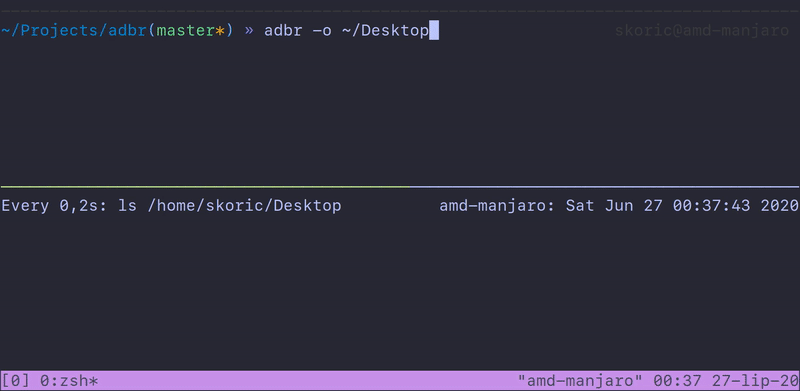 ~/Projects/adbr(master*) » adbr -o ~/Desktop skoric@amd-manjaro
Every 0,2s: ls /home/skoric/Desktop amd-manjaro: Sat Jun 27 00:37:43 2020
[0] 0:zsh* "amd-manjaro" 00:37 27-lip-20